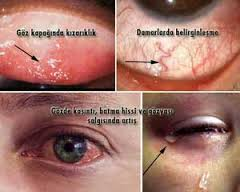 Göz kapağında kızarıklık
Damarlarda belirginleşme
Gözde kaşıntı, batma hissi ve gözyaşı
salgısında artış